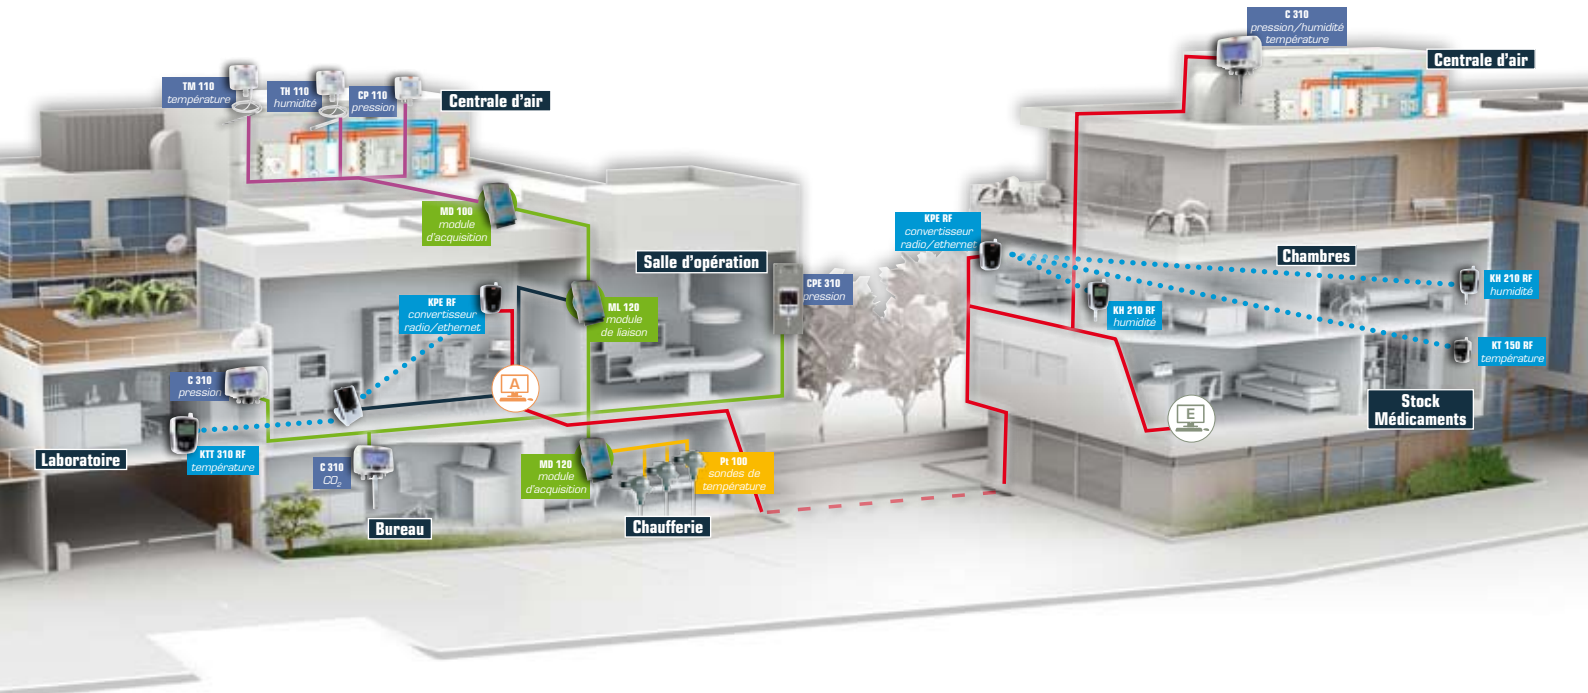 C 310
pression/humidité
température
Centrale d'air
TM 110
température
TH 110
humidité
CP 110
pression
Centrale d'air
MD 100
module
d'acquisition
KPE RF
convertisseur
radio/ethernet
Salle d'opération
Chambres
CPE 310
pression
KH 210 RF
humidité
KPE RF
convertisseur
radio/ethernet
ML 120
module
de liaison
KH 210 RF
humidité
KT 150 RF
température
C 310
pression
A
E
Stock
Médicaments
Laboratoire
KTT 310 RF
température
C 310
CO₂
MD 120
module
d'acquisition
Pt 100
sondes de
température
Bureau
Chaufferie